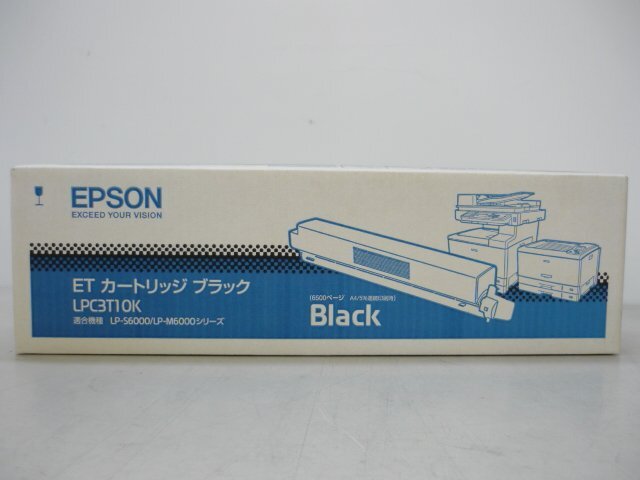 EPSON
EXCEED YOUR VISION
ET カートリッジ ブラック
LPC3T10K
適合機種 LP-S6000/LP-M6000シリーズ
(6500ページ A4/5%連続印刷時)
Black